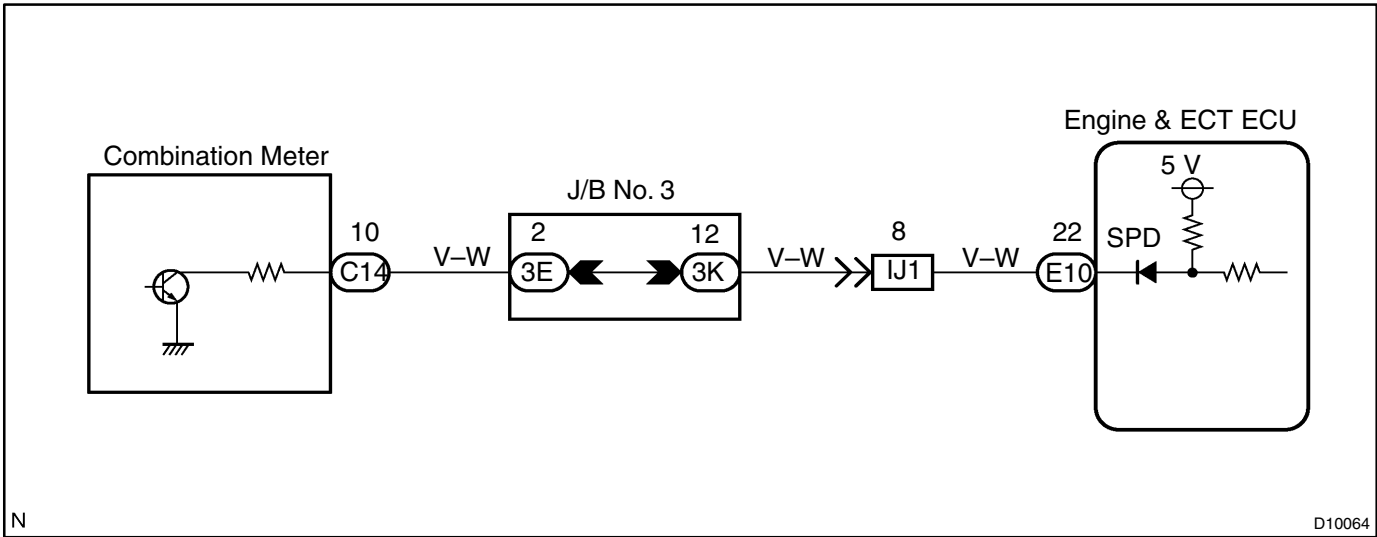 Engine & ECT ECU
Combination Meter
5 V
J/B No. 3
10
2
12
8
22
SPD
V–W
V–W
V–W
C14
3E
3K
IJ1
E10
N
D10064